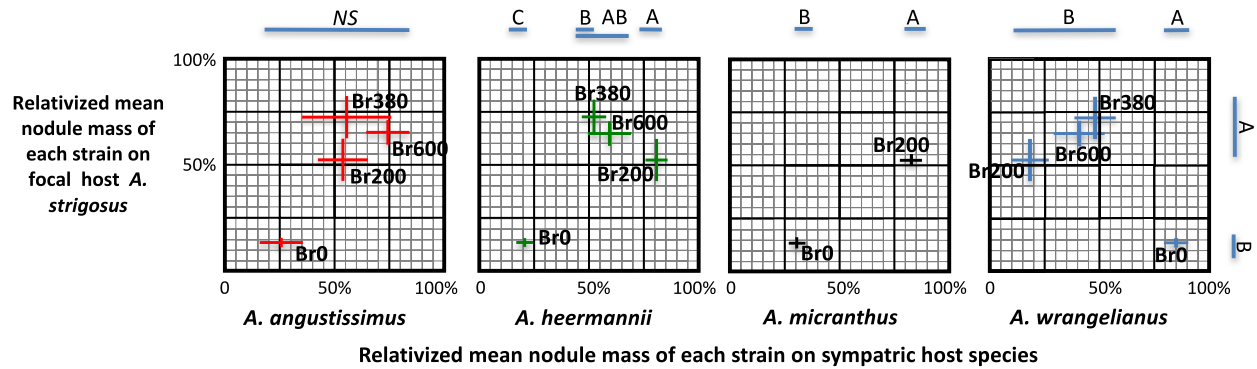 NS
C B AB A
B A
B A
100%
50%
Relativized mean
nodule mass of
each strain on
focal host A.
strigosus
Br380
Br600
Br200
Br0
Br380
Br600
Br200
Br0
Br200
Br0
Br380
Br600
Br200
Br0
A
B
0 50% 100%
0 50% 100%
0 50% 100%
0 50% 100%
A. angustissimus
A. heermannii
A. micranthus
A. wrangelianus
Relativized mean nodule mass of each strain on sympatric host species